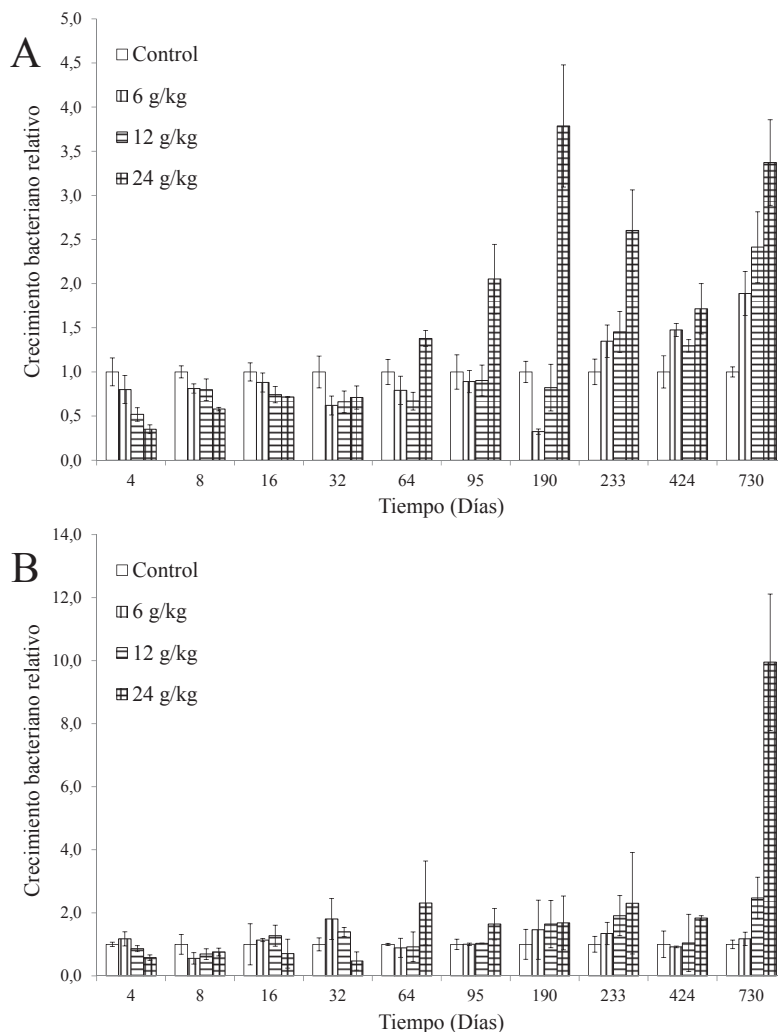 A
Crecimiento bacteriano relativo
5,0
4,5
4,0
3,5
3,0
2,5
2,0
1,5
1,0
0,5
0,0
Control
6 g/kg
12 g/kg
24 g/kg
4 8 16 32 64 95 190 233 424 730
Tiempo (Días)
B
Crecimiento bacteriano relativo
14,0
12,0
10,0
8,0
6,0
4,0
2,0
0,0
Control
6 g/kg
12 g/kg
24 g/kg
4 8 16 32 64 95 190 233 424 730
Tiempo (Días)